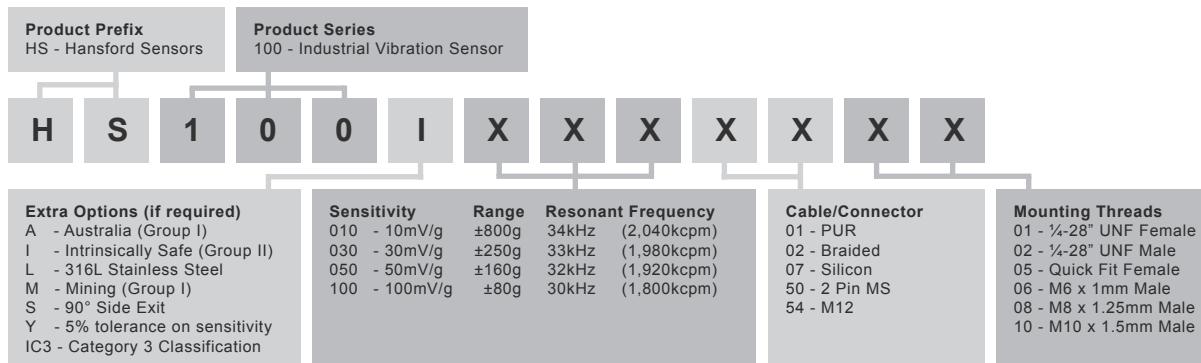 Product Prefix
HS - Hansford Sensors
Product Series
100 - Industrial Vibration Sensor
H S 1 0 0 I X X X X X X X
Extra Options (if required)
A - Australia (Group I)
I - Intrinsically Safe (Group II)
L - 316L Stainless Steel
M - Mining (Group I)
S - 90° Side Exit
Y - 5% tolerance on sensitivity
IC3 - Category 3 Classification
Sensitivity Range Resonant Frequency
010 - 10mV/g ±800g 34kHz (2,040kcpm)
030 - 30mV/g ±250g 33kHz (1,980kcpm)
050 - 50mV/g ±160g 32kHz (1,920kcpm)
100 - 100mV/g ±80g 30kHz (1,800kcpm)
Cable/Connector
01 - PUR
02 - Braided
07 - Silicon
50 - 2 Pin MS
54 - M12
Mounting Threads
01 - ¼-28” UNF Female
02 - ¼-28” UNF Male
05 - Quick Fit Female
06 - M6 x 1mm Male
08 - M8 x 1.25mm Male
10 - M10 x 1.5mm Male